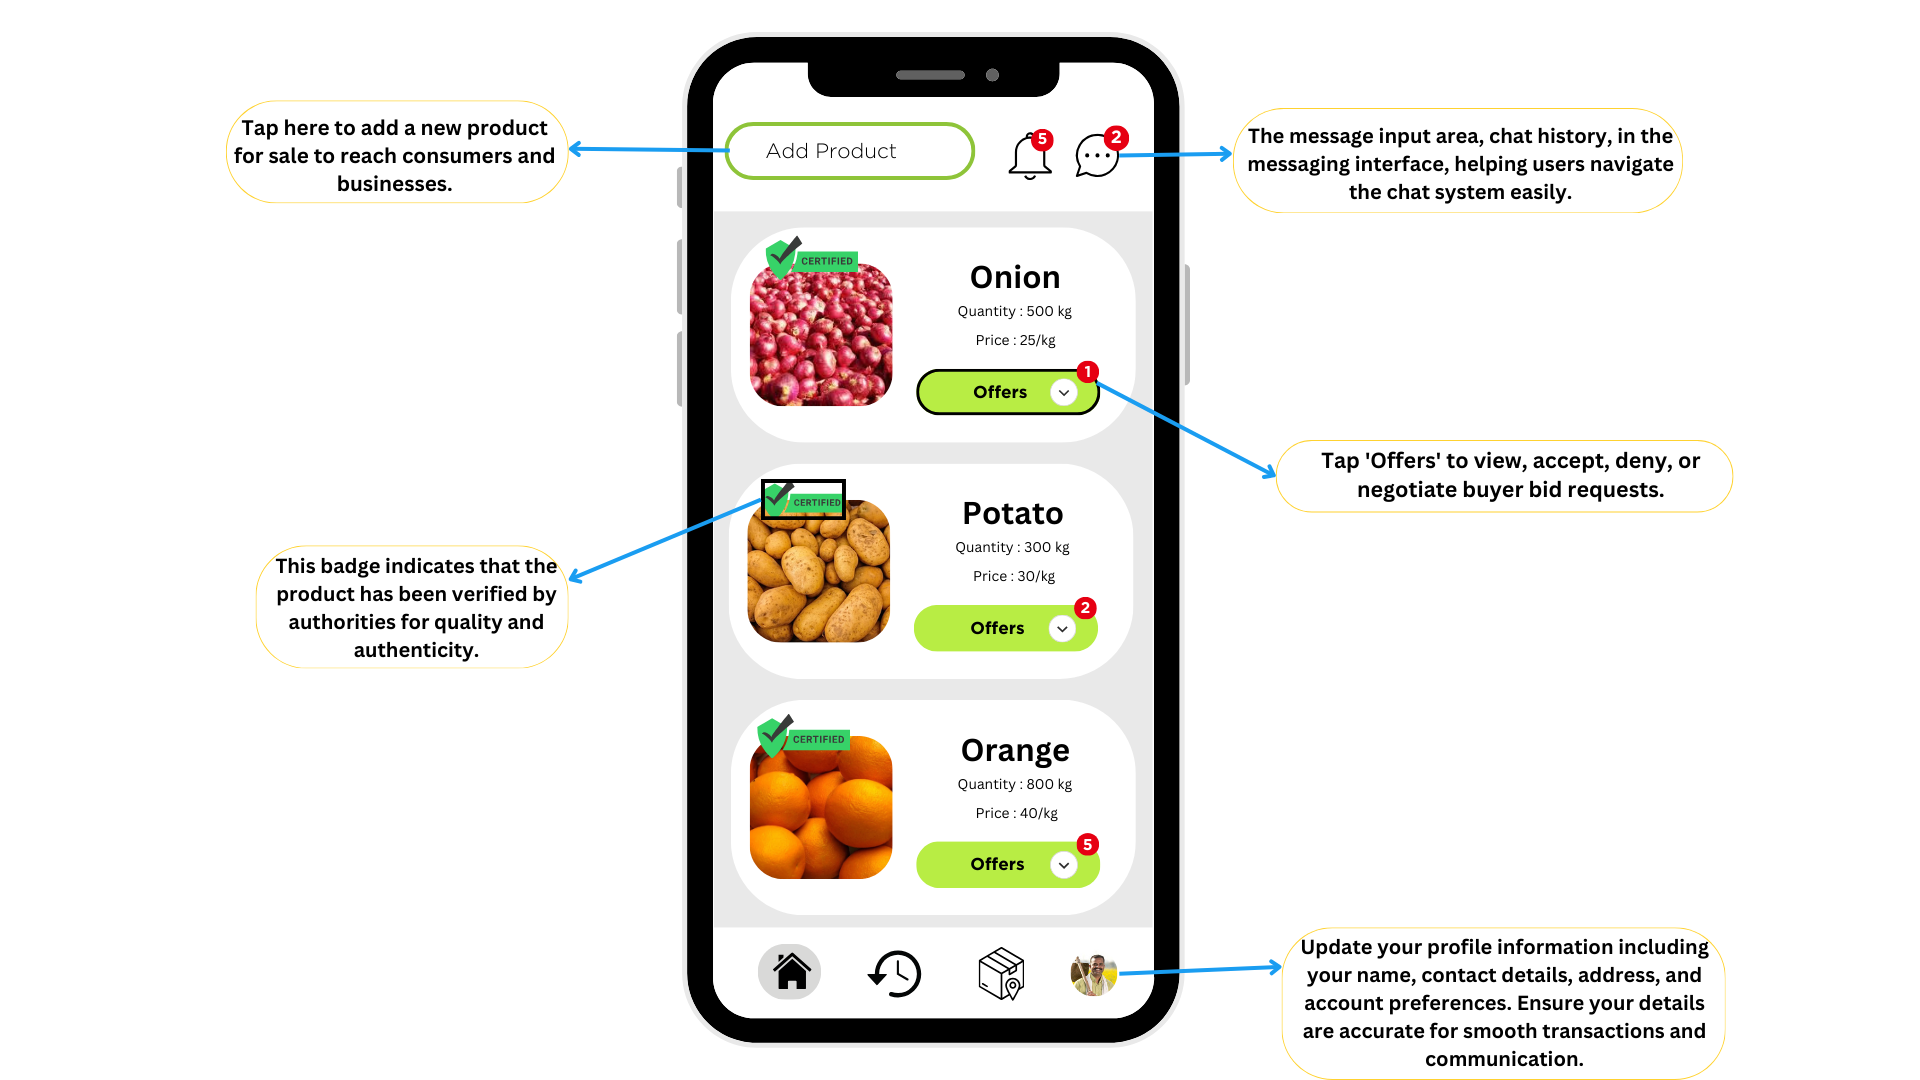 Tap here to add a new product
for sale to reach consumers and
businesses.
Add Product
5
2
The message input area, chat history, in the
messaging interface, helping users navigate
the chat system easily.
CERTIFIED
Onion
Quantity : 500 kg
Price : 25/kg
Offers
1
Tap 'Offers' to view, accept, deny, or
negotiate buyer bid requests.
CERTIFIED
Potato
Quantity : 300 kg
Price : 30/kg
Offers
2
This badge indicates that the
product has been verified by
authorities for quality and
authenticity.
CERTIFIED
Orange
Quantity : 800 kg
Price : 40/kg
Offers
5
Update your profile information including
your name, contact details, address, and
account preferences. Ensure your details
are accurate for smooth transactions and
communication.